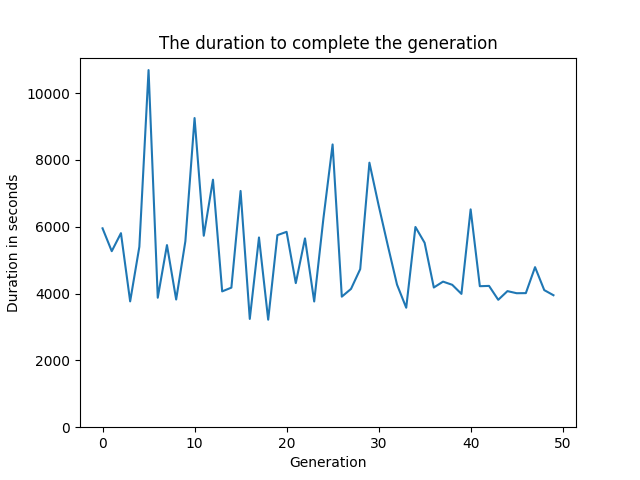 The duration to complete the generation
10000
8000
6000
4000
2000
0
Duration in seconds
0 10 20 30 40 50
Generation